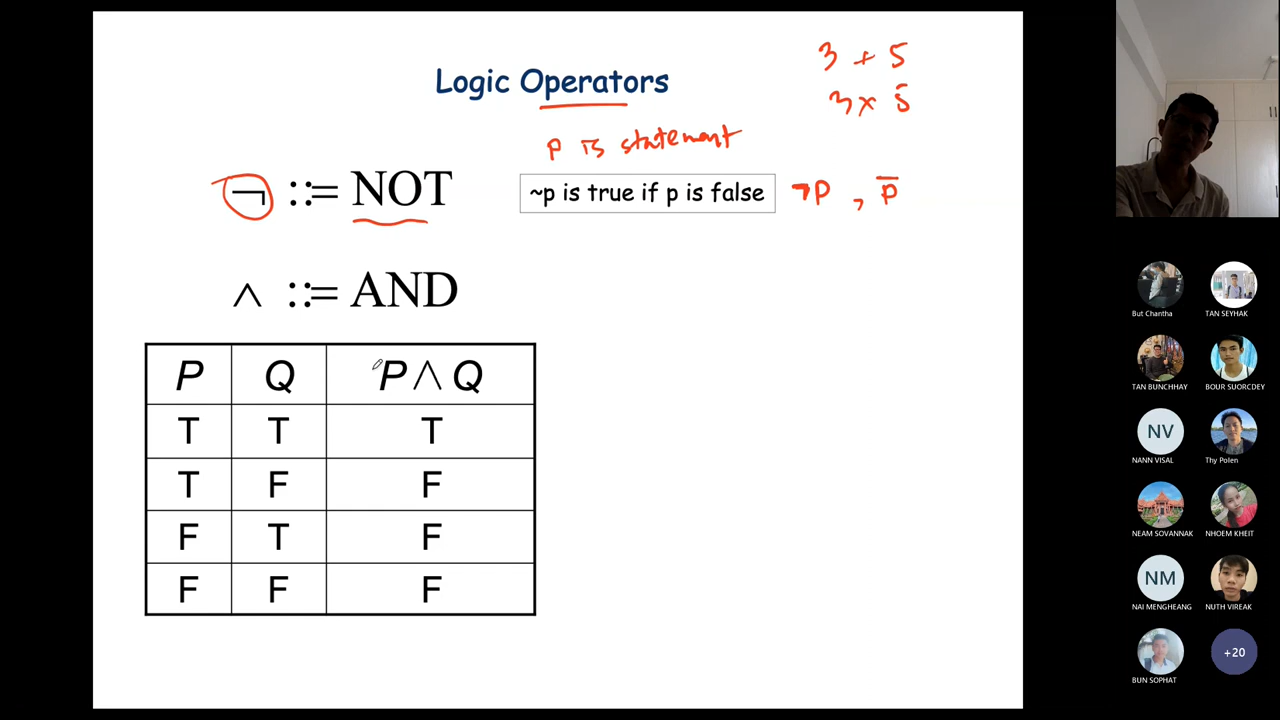 3 + 5
Logic Operators
3 x 5
P is statement
¬ ::= NOT
~p is true if p is false
¬P , P̅
∧ ::= AND
P Q P ∧ Q
T T T
T F F
F T F
F F F
But Chantha
TAN SEYHAK
TAN BUNCHHAY
BOUR SUORCDEY
NV
NANN VISAL
Thy Polen
NEAM SOVANNAK
NHOEM KHEIT
NM
NAI MENGHEANG
NUTH VIREAK
BUN SOPHAT
+20